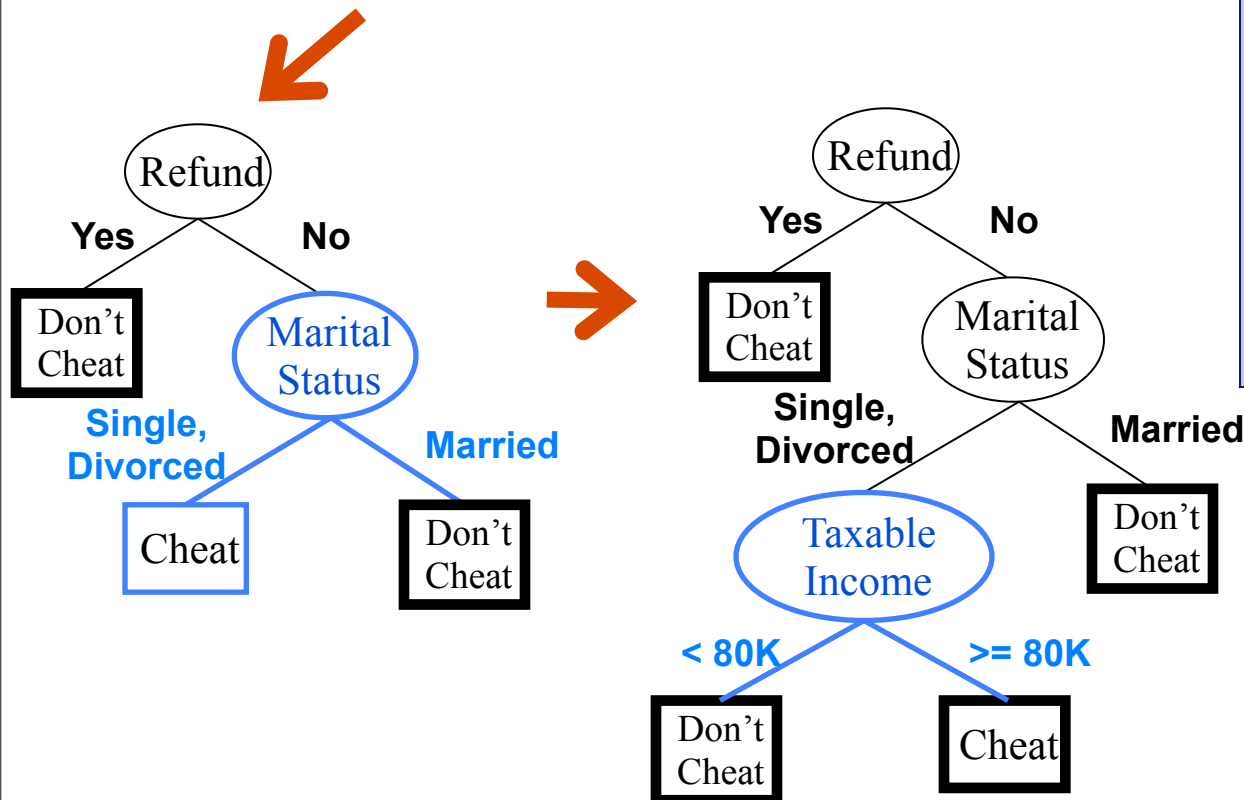 Refund
Yes
No
Don't
Cheat
Marital
Status
Single,
Divorced
Married
Cheat
Don't
Cheat
Refund
Yes
No
Don't
Cheat
Marital
Status
Single,
Divorced
Married
Taxable
Income
Don't
Cheat
< 80K
>= 80K
Don't
Cheat
Cheat